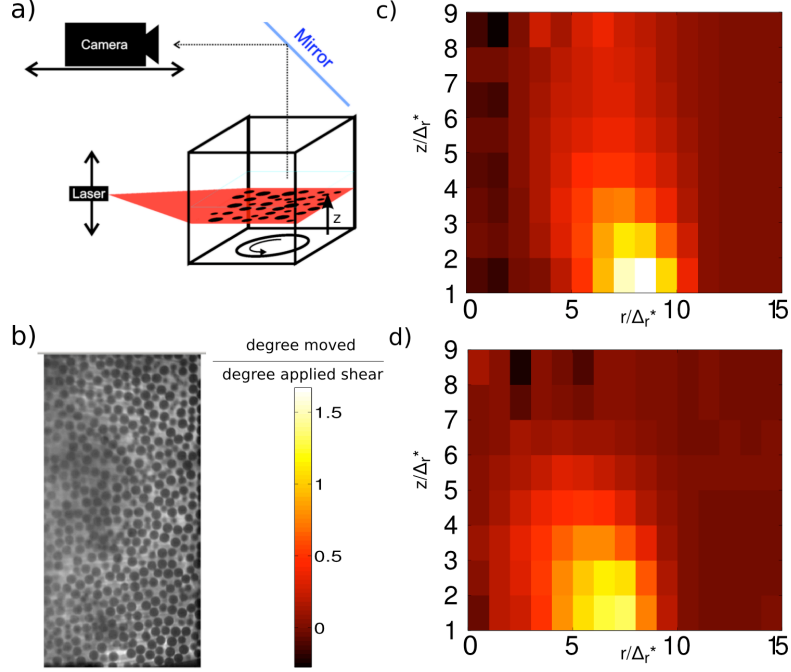 a)
Camera
Mirror
Laser
z
b)
degree moved
degree applied shear
1.5
1
0.5
0
c)
9
8
7
6
5
4
3
2
1
z/Δr*
0
5
10
15
r/Δr*
d)
9
8
7
6
5
4
3
2
1
z/Δr*
0
5
10
15
r/Δr*